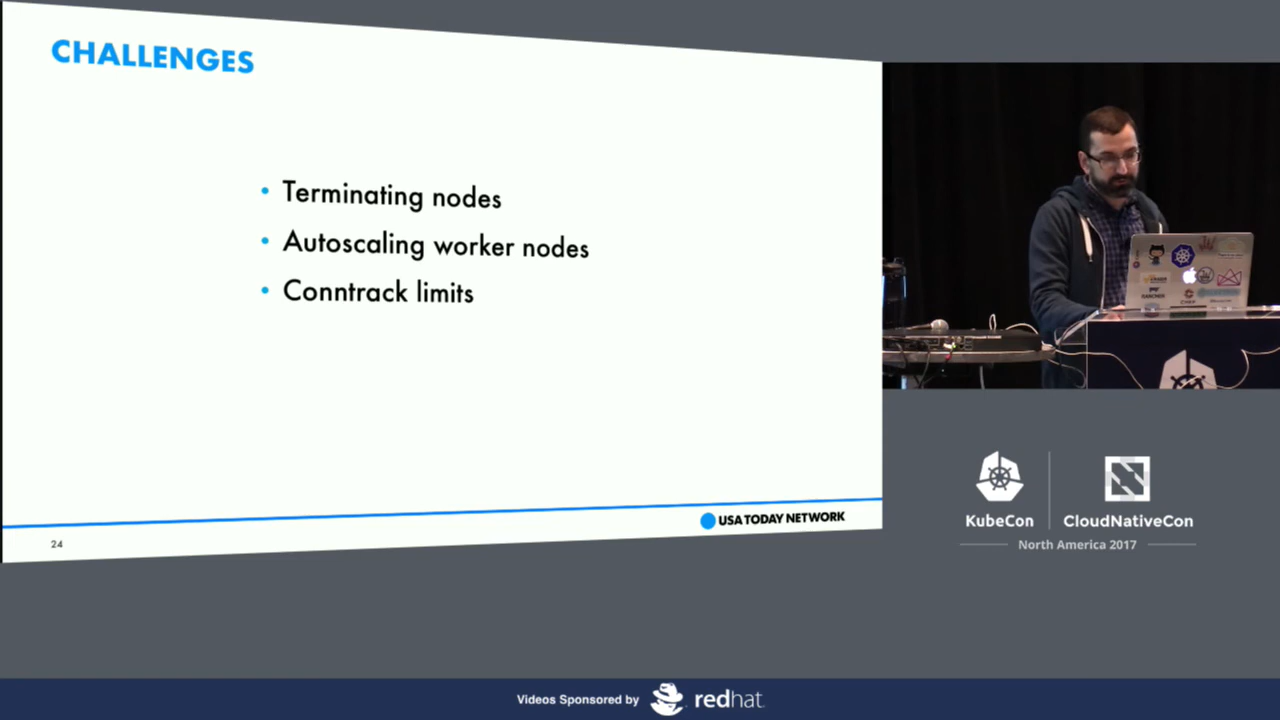 CHALLENGES
• Terminating nodes
• Autoscaling worker nodes
• Conntrack limits
USA TODAY NETWORK
24
KubeCon
CloudNativeCon
North America 2017
Videos Sponsored by
redhat.